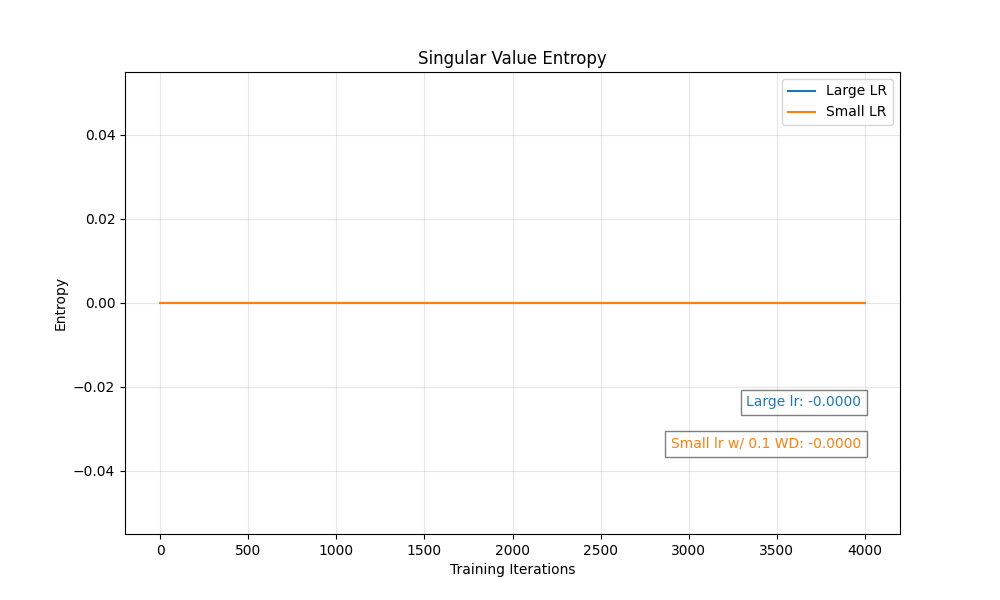 Singular Value Entropy
Large LR
Small LR
Entropy
0.04
0.02
0.00
−0.02
−0.04
Large lr: -0.0000
Small lr w/ 0.1 WD: -0.0000
0 500 1000 1500 2000 2500 3000 3500 4000
Training Iterations